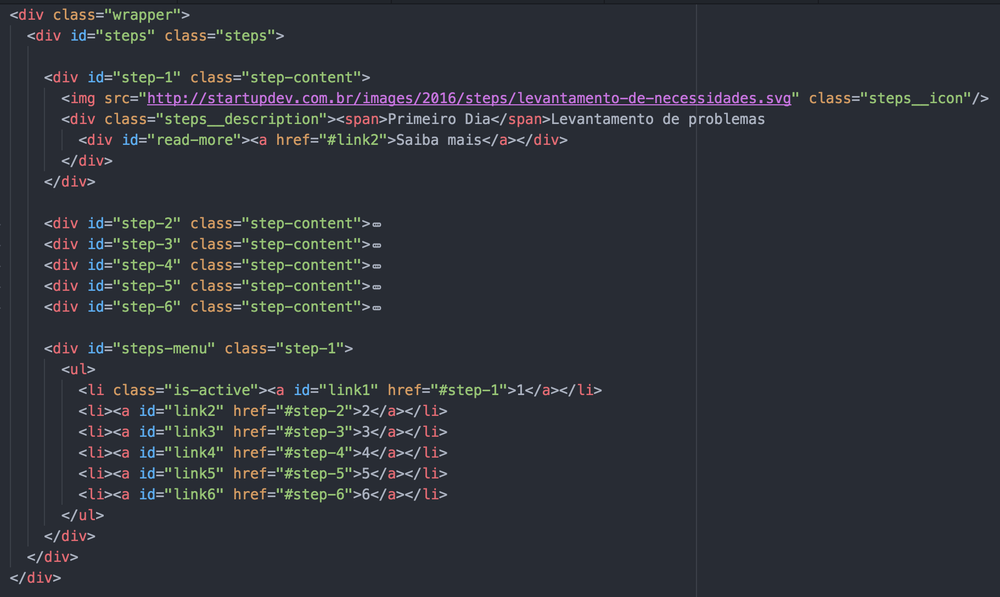 <div class="wrapper">
<div id="steps" class="steps">
<div id="step-1" class="step-content">
<img src="http://startupdev.com.br/images/2016/steps/levantamento-de-necessidades.svg" class="steps__icon"/>
<div class="steps__description"><span>Primeiro Dia</span>Levantamento de problemas
<div id="read-more"><a href="#link2">Saiba mais</a></div>
</div>
</div>
<div id="step-2" class="step-content">
<div id="step-3" class="step-content">
<div id="step-4" class="step-content">
<div id="step-5" class="step-content">
<div id="step-6" class="step-content">
<div id="steps-menu" class="step-1">
<ul>
<li class="is-active"><a id="link1" href="#step-1">1</a></li>
<li><a id="link2" href="#step-2">2</a></li>
<li><a id="link3" href="#step-3">3</a></li>
<li><a id="link4" href="#step-4">4</a></li>
<li><a id="link5" href="#step-5">5</a></li>
<li><a id="link6" href="#step-6">6</a></li>
</ul>
</div>
</div>
</div>